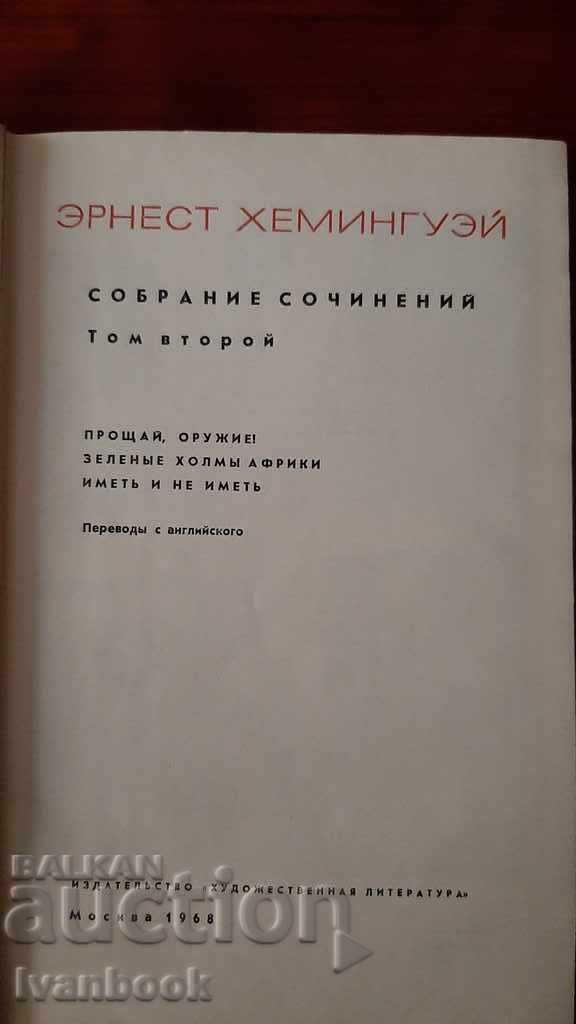 ЭРНЕСТ ХЕМИНГУЭЙ
СОБРАНИЕ СОЧИНЕНИЙ
Том второй
ПРОЩАЙ, ОРУЖИЕ!
ЗЕЛЕНЫЕ ХОЛМЫ АФРИКИ
ИМЕТЬ И НЕ ИМЕТЬ
Переводы с английского
ИЗДАТЕЛЬСТВО «ХУДОЖЕСТВЕННАЯ ЛИТЕРАТУРА»
Москва 1968
BALKAN
auction
Ivanbook